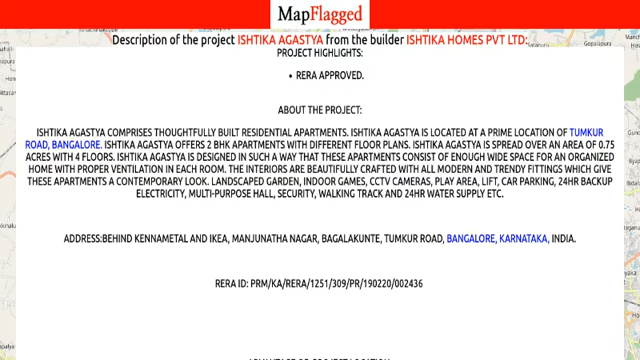 MapFlagged
Description of the project ISHTIKA AGASTYA from the builder ISHTIKA HOMES PVT LTD:
PROJECT HIGHLIGHTS:
• RERA APPROVED.
ABOUT THE PROJECT:
ISHTIKA AGASTYA COMPRISES THOUGHTFULLY BUILT RESIDENTIAL APARTMENTS. ISHTIKA AGASTYA IS LOCATED AT A PRIME LOCATION OF TUMKUR
ROAD, BANGALORE. ISHTIKA AGASTYA OFFERS 2 BHK APARTMENTS WITH DIFFERENT FLOOR PLANS. ISHTIKA AGASTYA IS SPREAD OVER AN AREA OF 0.75
ACRES WITH 4 FLOORS. ISHTIKA AGASTYA IS DESIGNED IN SUCH A WAY THAT THESE APARTMENTS CONSIST OF ENOUGH WIDE SPACE FOR AN ORGANIZED
HOME WITH PROPER VENTILATION IN EACH ROOM. THE INTERIORS ARE BEAUTIFULLY CRAFTED WITH ALL MODERN AND TRENDY FITTINGS WHICH GIVE
THESE APARTMENTS A CONTEMPORARY LOOK. LANDSCAPED GARDEN, INDOOR GAMES, CCTV CAMERAS, PLAY AREA, LIFT, CAR PARKING, 24HR BACKUP
ELECTRICITY, MULTI-PURPOSE HALL, SECURITY, WALKING TRACK AND 24HR WATER SUPPLY ETC.
ADDRESS:BEHIND KENNAMETAL AND IKEA, MANJUNATHA NAGAR, BAGALAKUNTE, TUMKUR ROAD, BANGALORE, KARNATAKA, INDIA.
RERA ID: PRM/KA/RERA/1251/309/PR/190220/002436